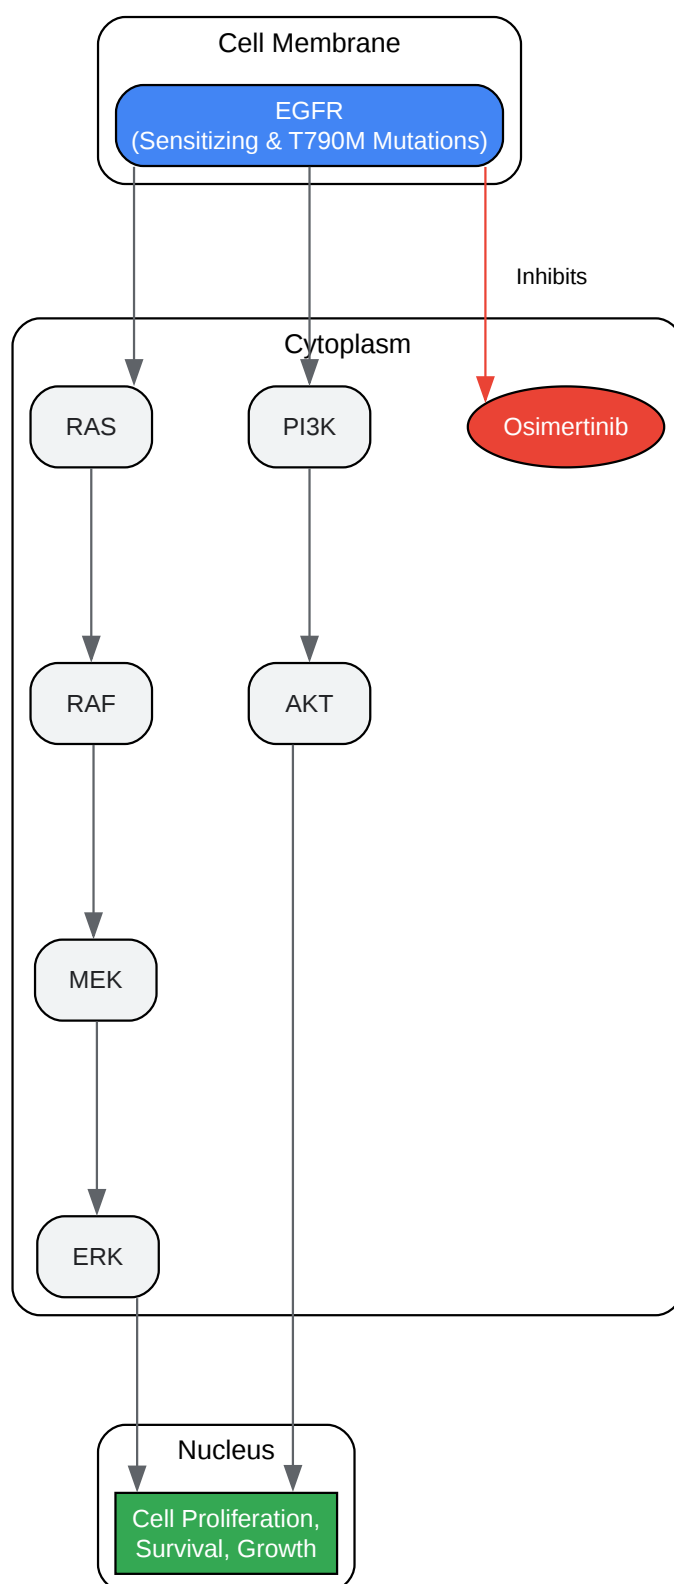 Cell Membrane
EGFR
(Sensitizing & T790M Mutations)
Inhibits
Cytoplasm
RAS
PI3K
Osimertinib
RAF
AKT
MEK
ERK
Nucleus
Cell Proliferation,
Survival, Growth